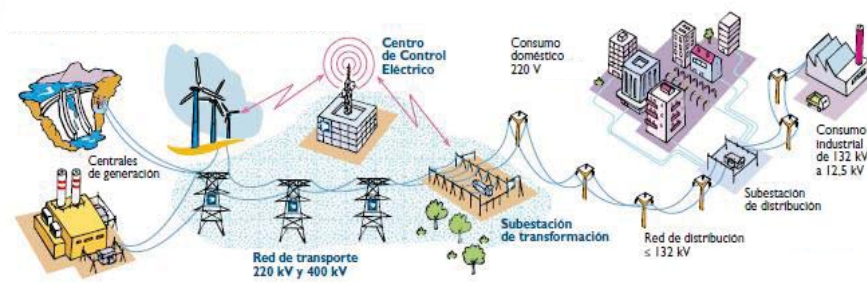 Centro
de Control
Eléctrico
Consumo
doméstico
220 V
Centrales
de generación
Consumo
industrial
de 132 kV
a 12,5 kV
Subestación
de distribución
Subestación
de transformación
Red de distribución
≤ 132 kV
Red de transporte
220 kV y 400 kV